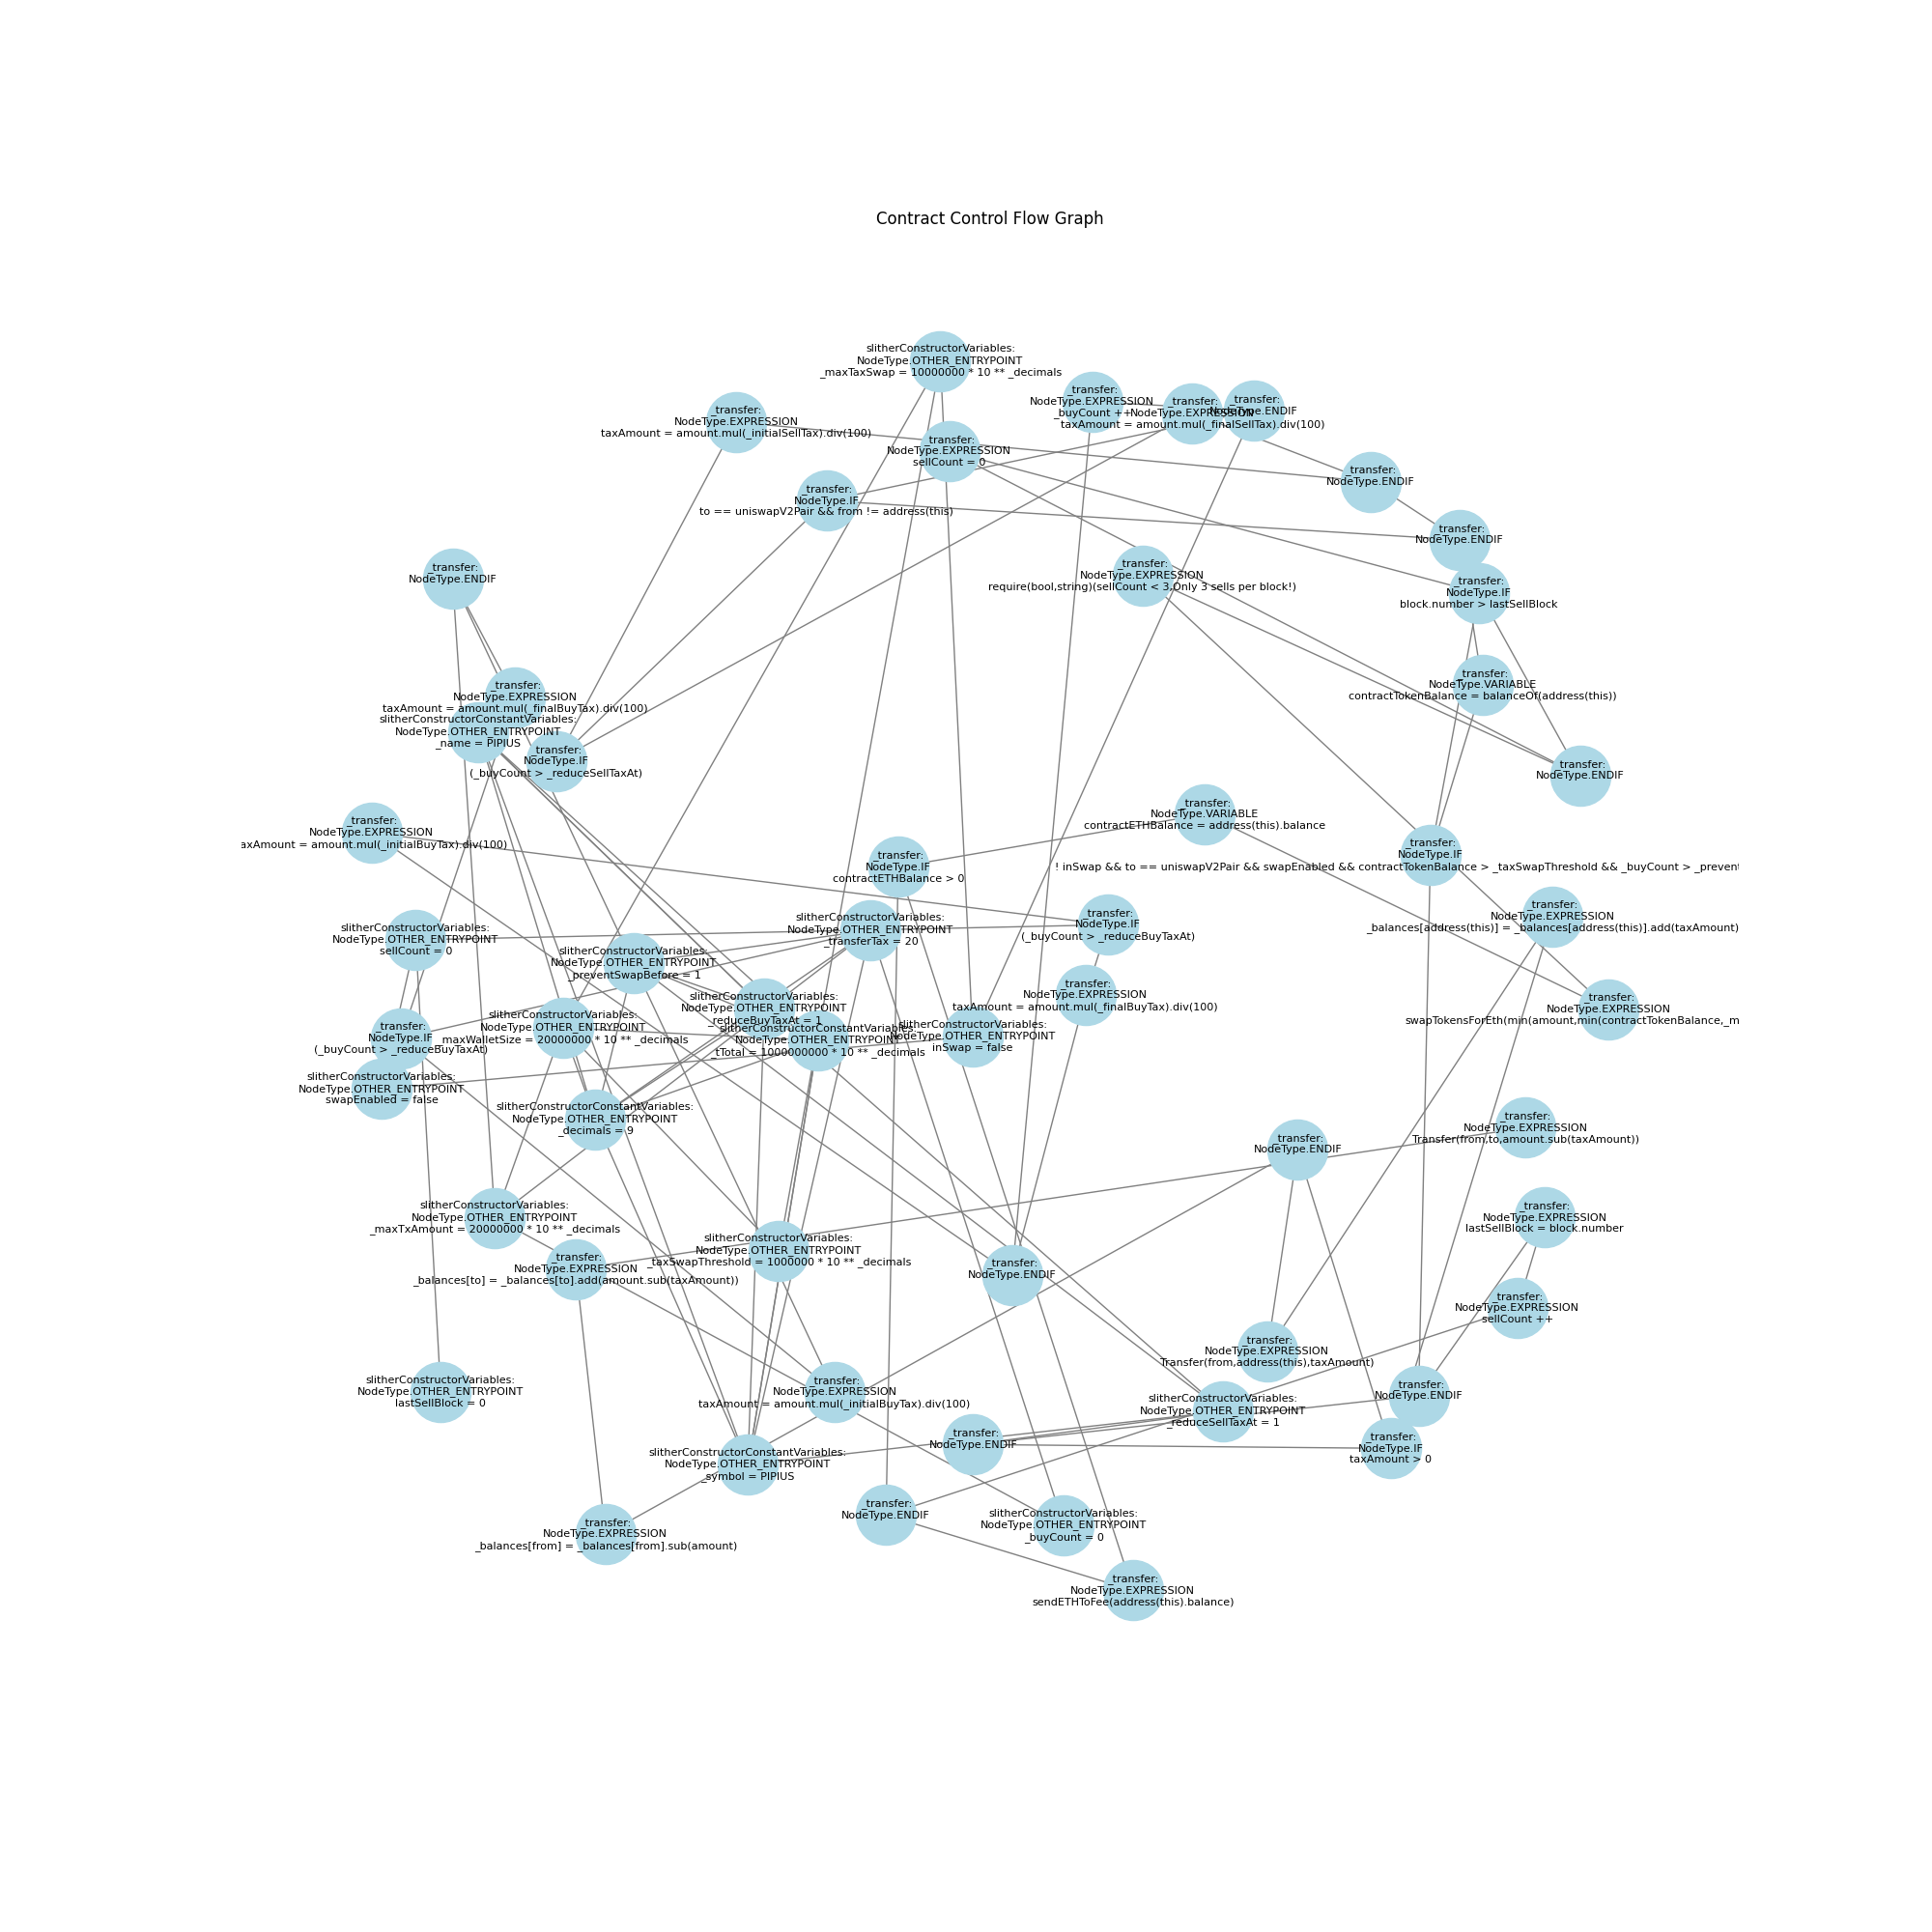 Contract Control Flow Graph
slitherConstructorVariables:
NodeType.OTHER_ENTRYPOINT
_maxTaxSwap = 10000000 * 10 ** _decimals
_transfer:
NodeType.EXPRESSION
_buyCount ++
_transfer:
NodeType.EXPRESSION
taxAmount = amount.mul(_finalSellTax).div(100)
_transfer:
NodeType.ENDIF
_transfer:
NodeType.EXPRESSION
taxAmount = amount.mul(_initialSellTax).div(100)
_transfer:
NodeType.EXPRESSION
sellCount = 0
_transfer:
NodeType.ENDIF
_transfer:
NodeType.IF
to == uniswapV2Pair && from != address(this)
_transfer:
NodeType.ENDIF
_transfer:
NodeType.ENDIF
_transfer:
NodeType.EXPRESSION
require(bool,string)(sellCount < 3,Only 3 sells per block!)
_transfer:
NodeType.IF
block.number > lastSellBlock
_transfer:
NodeType.EXPRESSION
taxAmount = amount.mul(_finalBuyTax).div(100)
_transfer:
NodeType.VARIABLE
contractTokenBalance = balanceOf(address(this))
slitherConstructorConstantVariables:
NodeType.OTHER_ENTRYPOINT
_name = PIPIUS
_transfer:
NodeType.IF
(_buyCount > _reduceSellTaxAt)
_transfer:
NodeType.ENDIF
_transfer:
NodeType.VARIABLE
contractETHBalance = address(this).balance
_transfer:
NodeType.EXPRESSION
axAmount = amount.mul(_initialBuyTax).div(100)
_transfer:
NodeType.IF
contractETHBalance > 0
_transfer:
NodeType.IF
! inSwap && to == uniswapV2Pair && swapEnabled && contractTokenBalance > _taxSwapThreshold && _buyCount > _prevent
_transfer:
NodeType.EXPRESSION
_balances[address(this)] = _balances[address(this)].add(taxAmount)
slitherConstructorVariables:
NodeType.OTHER_ENTRYPOINT
_transferTax = 20
_transfer:
NodeType.IF
(_buyCount > _reduceBuyTaxAt)
slitherConstructorVariables:
NodeType.OTHER_ENTRYPOINT
sellCount = 0
slitherConstructorVariables:
NodeType.OTHER_ENTRYPOINT
_preventSwapBefore = 1
_transfer:
NodeType.EXPRESSION
taxAmount = amount.mul(_finalBuyTax).div(100)
slitherConstructorVariables:
NodeType.OTHER_ENTRYPOINT
_reduceBuyTaxAt = 1
_transfer:
NodeType.EXPRESSION
swapTokensForEth(min(amount,min(contractTokenBalance,_m
slitherConstructorVariables:
NodeType.OTHER_ENTRYPOINT
_maxWalletSize = 20000000 * 10 ** _decimals
_transfer:
NodeType.IF
(_buyCount > _reduceBuyTaxAt)
slitherConstructorConstantVariables:
NodeType.OTHER_ENTRYPOINT
_tTotal = 1000000000 * 10 ** _decimals
slitherConstructorVariables:
NodeType.OTHER_ENTRYPOINT
inSwap = false
slitherConstructorVariables:
NodeType.OTHER_ENTRYPOINT
swapEnabled = false
slitherConstructorConstantVariables:
NodeType.OTHER_ENTRYPOINT
_decimals = 9
_transfer:
NodeType.EXPRESSION
Transfer(from,to,amount.sub(taxAmount))
_transfer:
NodeType.ENDIF
slitherConstructorVariables:
NodeType.OTHER_ENTRYPOINT
_maxTxAmount = 20000000 * 10 ** _decimals
_transfer:
NodeType.EXPRESSION
lastSellBlock = block.number
slitherConstructorVariables:
NodeType.OTHER_ENTRYPOINT
_taxSwapThreshold = 1000000 * 10 ** _decimals
_transfer:
NodeType.EXPRESSION
_balances[to] = _balances[to].add(amount.sub(taxAmount))
_transfer:
NodeType.ENDIF
_transfer:
NodeType.EXPRESSION
sellCount ++
_transfer:
NodeType.EXPRESSION
Transfer(from,address(this),taxAmount)
slitherConstructorVariables:
NodeType.OTHER_ENTRYPOINT
lastSellBlock = 0
_transfer:
NodeType.EXPRESSION
taxAmount = amount.mul(_initialBuyTax).div(100)
_transfer:
NodeType.ENDIF
slitherConstructorVariables:
NodeType.OTHER_ENTRYPOINT
_reduceSellTaxAt = 1
_transfer:
NodeType.ENDIF
_transfer:
NodeType.IF
taxAmount > 0
slitherConstructorConstantVariables:
NodeType.OTHER_ENTRYPOINT
_symbol = PIPIUS
_transfer:
NodeType.ENDIF
slitherConstructorVariables:
NodeType.OTHER_ENTRYPOINT
_buyCount = 0
_transfer:
NodeType.EXPRESSION
_balances[from] = _balances[from].sub(amount)
_transfer:
NodeType.EXPRESSION
sendETHToFee(address(this).balance)
_transfer:
NodeType.ENDIF